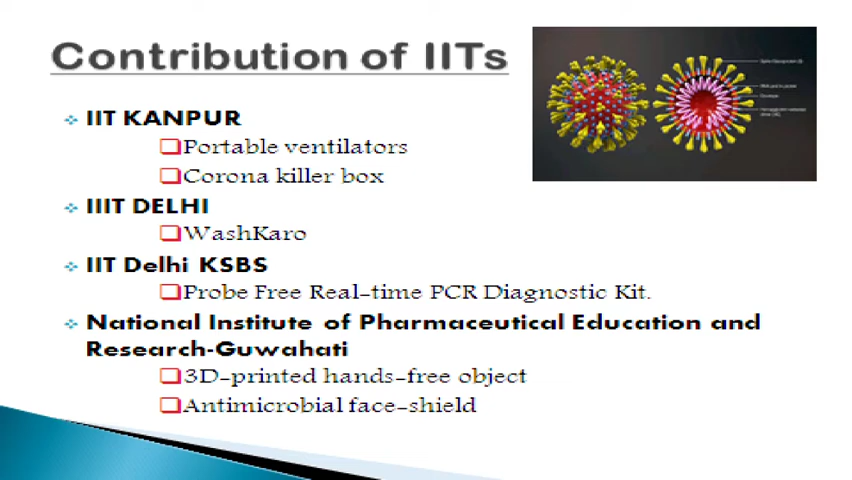 Contribution of IITs
IIT KANPUR
Portable ventilators
Corona killer box
IIIT DELHI
WashKaro
IIT Delhi KSBS
Probe Free Real-time PCR Diagnostic Kit.
National Institute of Pharmaceutical Education and
Research-Guwahati
3D-printed hands-free object
Antimicrobial face-shield